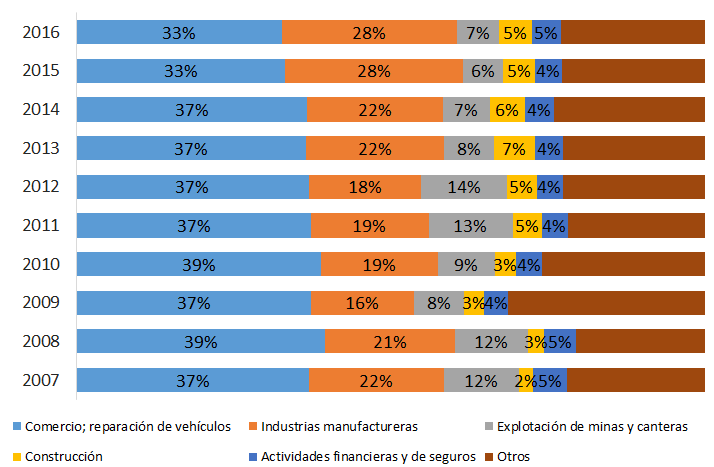 2016 33% 28% 7% 5% 5%
2015 33% 28% 6% 5% 4%
2014 37% 22% 7% 6% 4%
2013 37% 22% 8% 7% 4%
2012 37% 18% 14% 5% 4%
2011 37% 19% 13% 5% 4%
2010 39% 19% 9% 3% 4%
2009 37% 16% 8% 3% 4%
2008 39% 21% 12% 3% 5%
2007 37% 22% 12% 2% 5%
Comercio; reparación de vehículos Industrias manufactureras Explotación de minas y canteras
Construcción Actividades financieras y de seguros Otros